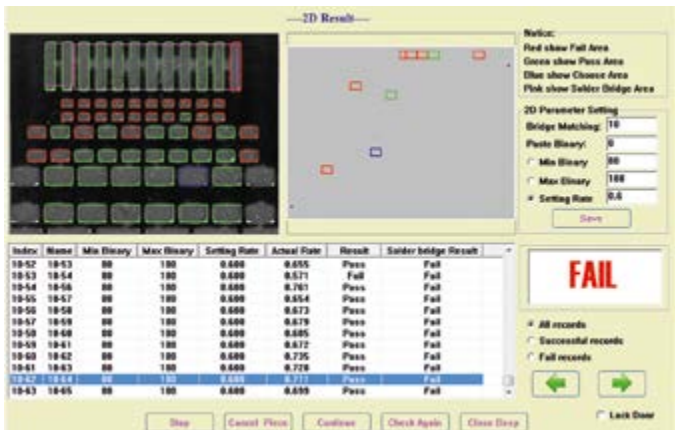 ----2D Result----
Notice:
Red show Fail Area
Green show Pass Area
Blue show Choose Area
Pink show Solder Bridge Area
2D Parameter Setting
Bridge Matching: 10
Paste Binary: 0
Min Binary 80
Max Binary 180
Setting Rate 0.6
Save
Index Name Min Binary Max Binary Setting Rate Actual Rate Result Solder bridge Result
10-52 10-53 80 180 0.600 0.655 Pass Fail
10-53 10-54 80 180 0.600 0.571 Fail Fail
10-54 10-56 80 180 0.600 0.761 Pass Fail
10-55 10-57 80 180 0.600 0.654 Pass Fail
10-56 10-58 80 180 0.600 0.673 Pass Fail
10-57 10-59 80 180 0.600 0.679 Pass Fail
10-58 10-60 80 180 0.600 0.605 Pass Fail
10-59 10-61 80 180 0.600 0.672 Pass Fail
10-60 10-62 80 180 0.600 0.735 Pass Fail
10-61 10-63 80 180 0.600 0.728 Pass Fail
10-62 10-64 80 180 0.600 0.711 Pass Fail
10-63 10-65 80 180 0.600 0.699 Pass Fail
FAIL
All records
Successful records
Fail records
Stop Cancel Continue Check Again Close Beep
Lock Door